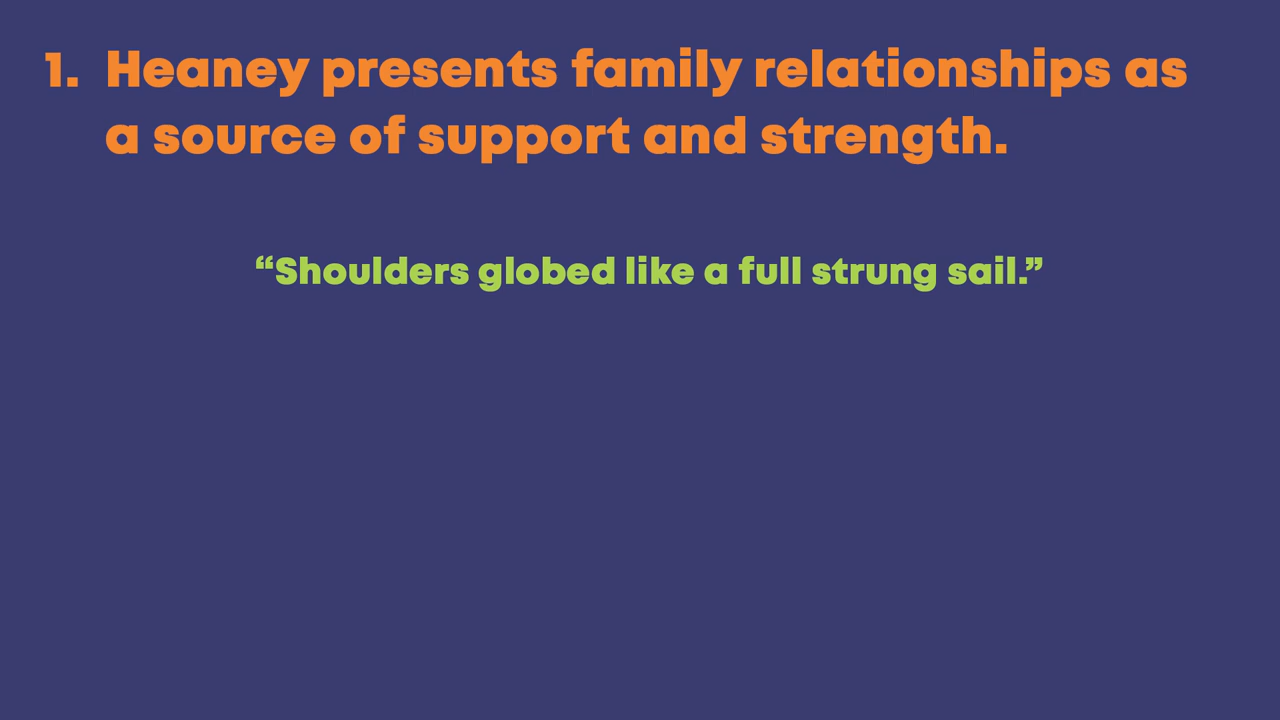 1. Heaney presents family relationships as
a source of support and strength.
“Shoulders globed like a full strung sail.”